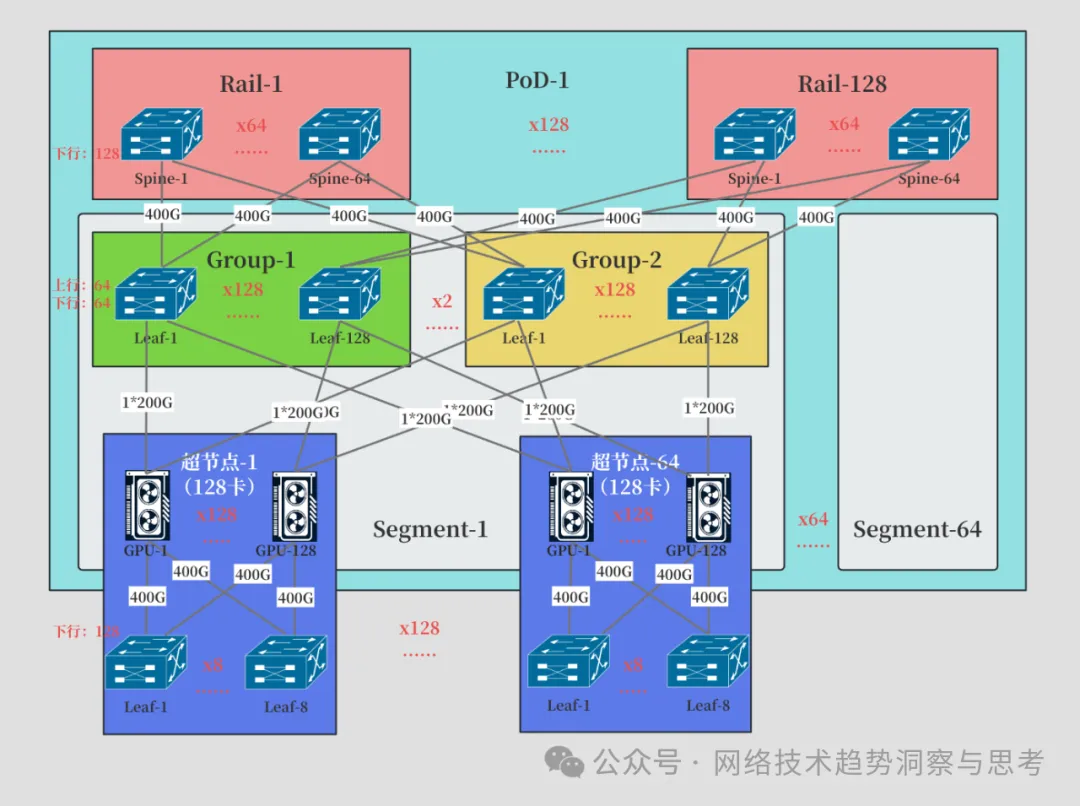 Rail-1
PoD-1
Rail-128
x64
x128
x64
......
......
......
下行：128
Spine-1
Spine-64
Spine-1
Spine-64
400G
400G
400G
400G
400G
400G
400G
400G
Group-1
Group-2
上行：64
下行：64
x128
......
x2
......
x128
......
Leaf-1
Leaf-128
Leaf-1
Leaf-128
1*200G
1*200G
1*200G
1*200G
1*200G
超节点-1
（128卡）
超节点-64
（128卡）
x128
......
x128
......
Segment-1
x64
......
Segment-64
GPU-1
GPU-128
GPU-1
GPU-128
400G
400G
400G
400G
400G
400G
400G
400G
下行：128
x128
......
x8
......
x8
......
Leaf-1
Leaf-8
Leaf-1
Leaf-8
公众号 · 网络技术趋势洞察与思考